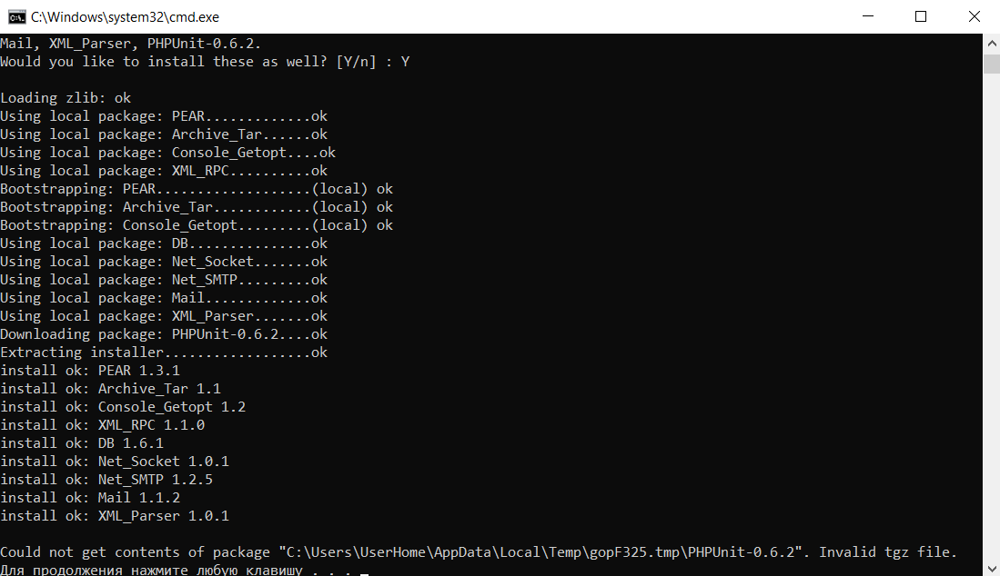 C:\Windows\system32\cmd.exe
Mail, XML_Parser, PHPUnit-0.6.2.
Would you like to install these as well? [Y/n] : Y
Loading zlib: ok
Using local package: PEAR.............ok
Using local package: Archive_Tar......ok
Using local package: Console_Getopt....ok
Using local package: XML_RPC..........ok
Bootstrapping: PEAR...................(local) ok
Bootstrapping: Archive_Tar............(local) ok
Bootstrapping: Console_Getopt.........(local) ok
Using local package: DB...............ok
Using local package: Net_Socket.......ok
Using local package: Net_SMTP.........ok
Using local package: Mail.............ok
Using local package: XML_Parser.......ok
Downloading package: PHPUnit-0.6.2....ok
Extracting installer..................ok
install ok: PEAR 1.3.1
install ok: Archive_Tar 1.1
install ok: Console_Getopt 1.2
install ok: XML_RPC 1.1.0
install ok: DB 1.6.1
install ok: Net_Socket 1.0.1
install ok: Net_SMTP 1.2.5
install ok: Mail 1.1.2
install ok: XML_Parser 1.0.1
Could not get contents of package "C:\Users\UserHome\AppData\Local\Temp\gopF325.tmp\PHPUnit-0.6.2". Invalid tgz file.
Для продолжения нажмите любую клавишу . . .